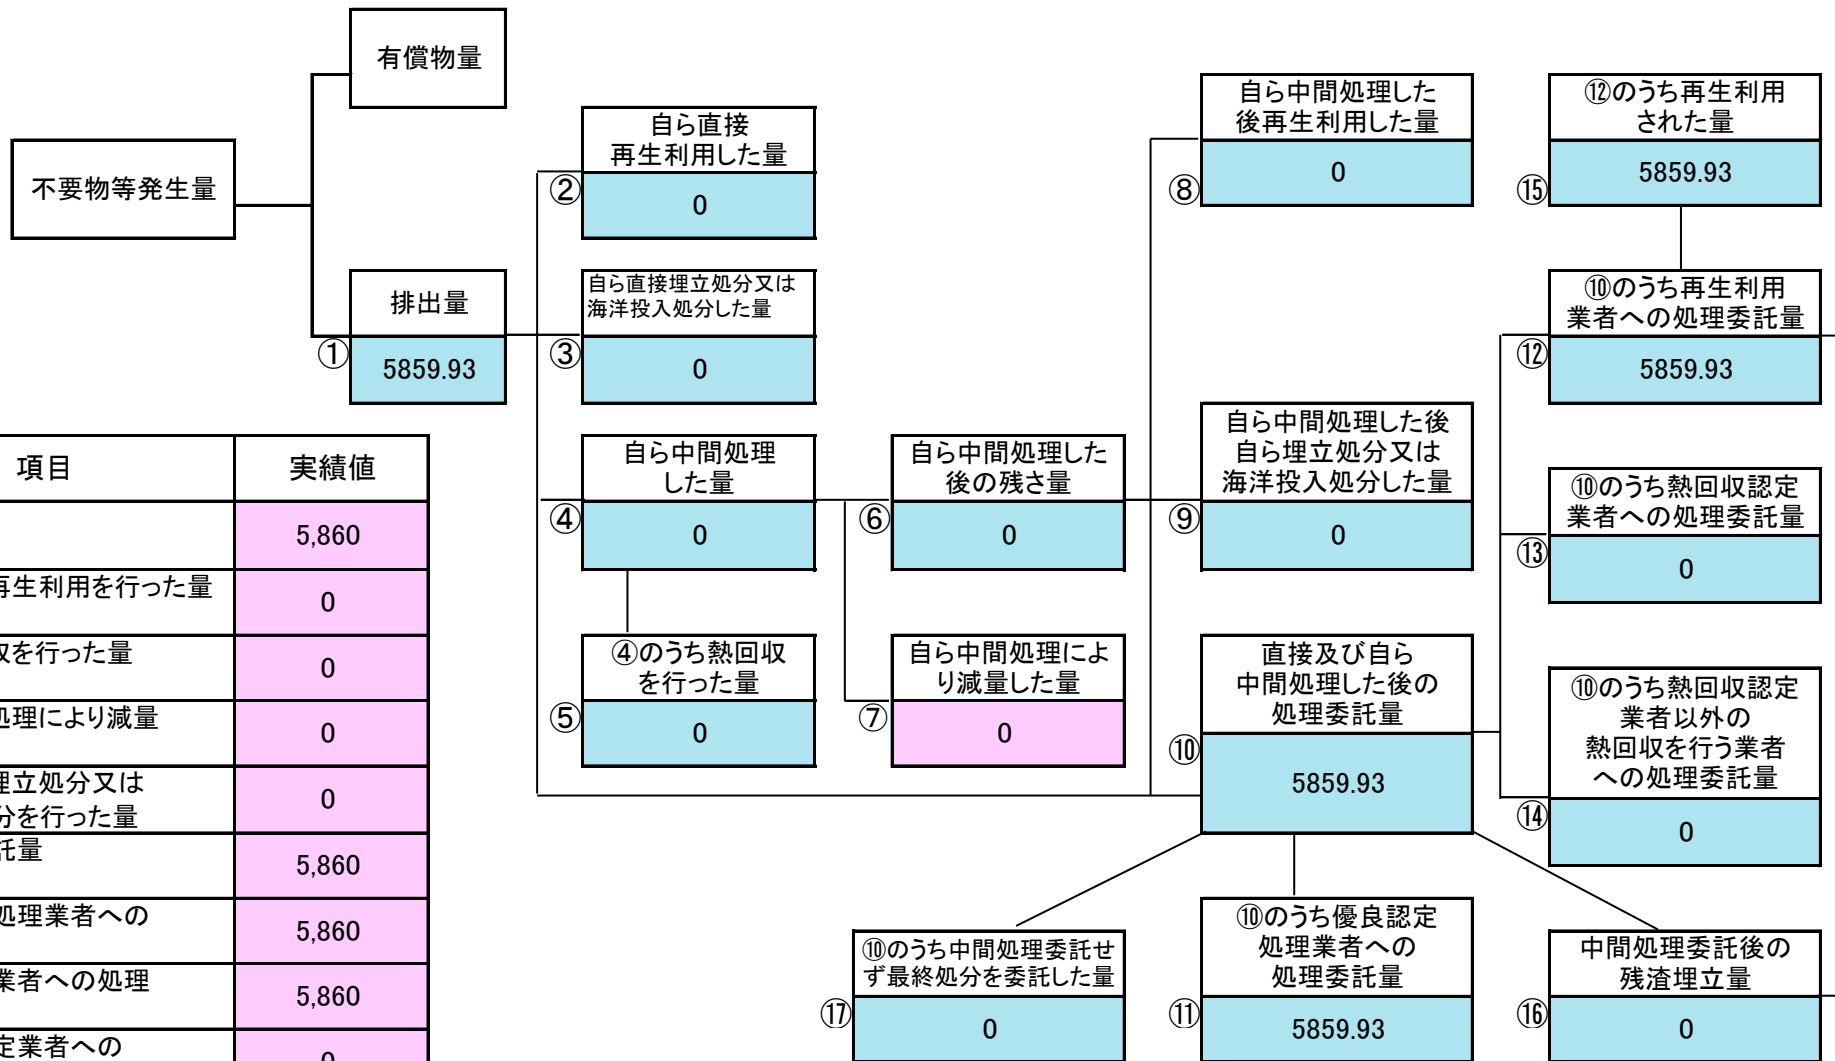 有償物量
不要物等発生量
排出量
①
5859.93
自ら直接
再生利用した量
②
0
自ら直接埋立処分又は
海洋投入処分した量
③
0
自ら中間処理
した量
④
0
④のうち熱回収
を行った量
⑤
0
自ら中間処理した
後の残さ量
⑥
0
自ら中間処理によ
り減量した量
⑦
0
自ら中間処理した
後再生利用した量
⑧
0
自ら中間処理した後
自ら埋立処分又は
海洋投入処分した量
⑨
0
直接及び自ら
中間処理した後の
処理委託量
⑩
5859.93
⑫のうち再生利用
された量
⑮
5859.93
⑩のうち再生利用
業者への処理委託量
⑫
5859.93
⑩のうち熱回収認定
業者への処理委託量
⑬
0
⑩のうち熱回収認定
業者以外の
熱回収を行う業者
への処理委託量
⑭
0
⑩のうち中間処理委託せ
ず最終処分を委託した量
⑰
0
⑩のうち優良認定
処理業者への
処理委託量
⑪
5859.93
中間処理委託後の
残渣埋立量
⑯
0
項目 実績値
5,860
再生利用を行った量 0
を行った量 0
処理により減量 0
埋立処分又は
分を行った量 0
託量 5,860
処理業者への 5,860
業者への処理 5,860
定業者への 0